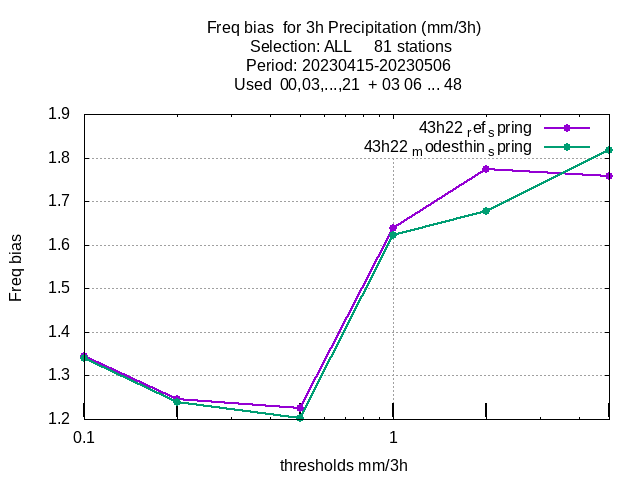 Freq bias for 3h Precipitation (mm/3h)
Selection: ALL 81 stations
Period: 20230415-20230506
Used 00,03,...,21 + 03 06 ... 48
1.9
43h22 ref spring
43h22 modesthin spring
1.8
1.7
1.6
1.5
1.4
1.3
1.2
Freq bias
0.1
1
thresholds mm/3h